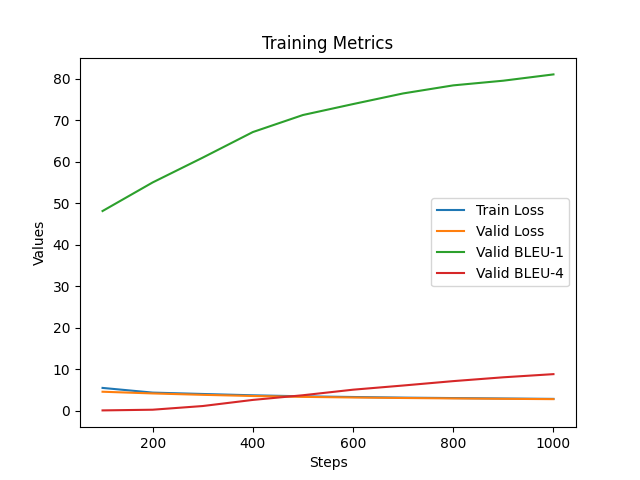 Training Metrics
Values
80
70
60
50
40
30
20
10
0
Train Loss
Valid Loss
Valid BLEU-1
Valid BLEU-4
200
400
600
800
1000
Steps